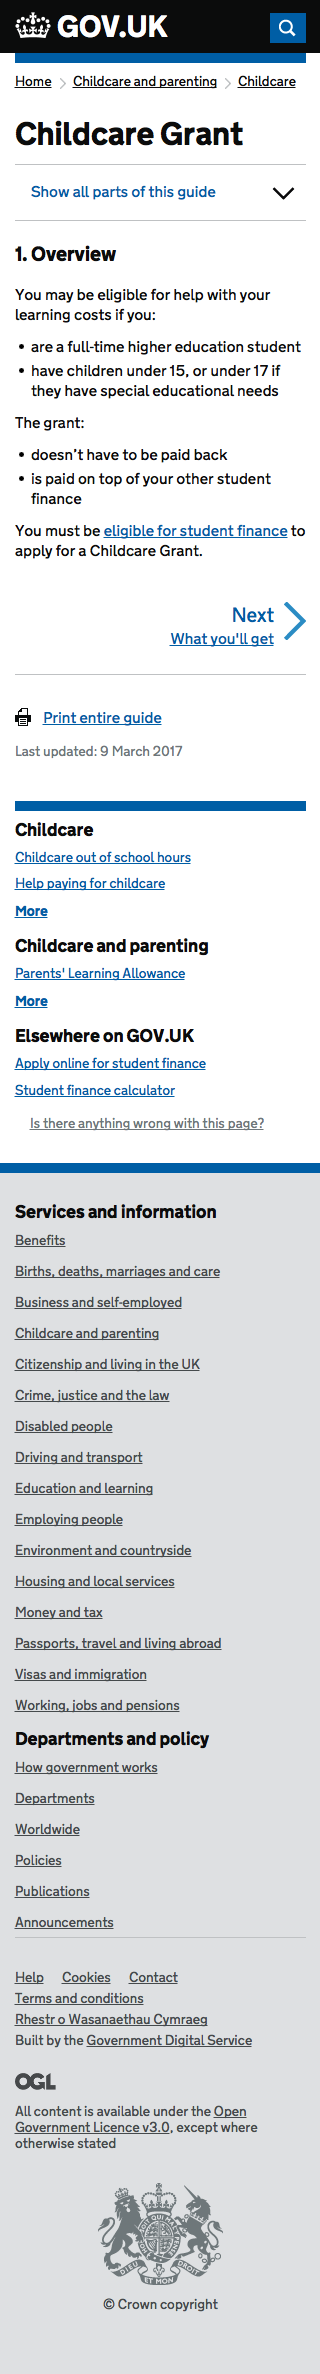 GOV.UK
Home
Childcare and parenting
Childcare
Childcare Grant
Show all parts of this guide
1. Overview
You may be eligible for help with your
learning costs if you:
• are a full-time higher education student
• have children under 15, or under 17 if
they have special educational needs
The grant:
• doesn’t have to be paid back
• is paid on top of your other student
finance
You must be eligible for student finance to
apply for a Childcare Grant.
Next
What you'll get
Print entire guide
Last updated: 9 March 2017
Childcare
Childcare out of school hours
Help paying for childcare
More
Childcare and parenting
Parents' Learning Allowance
More
Elsewhere on GOV.UK
Apply online for student finance
Student finance calculator
Is there anything wrong with this page?
Services and information
Benefits
Births, deaths, marriages and care
Business and self-employed
Childcare and parenting
Citizenship and living in the UK
Crime, justice and the law
Disabled people
Driving and transport
Education and learning
Employing people
Environment and countryside
Housing and local services
Money and tax
Passports, travel and living abroad
Visas and immigration
Working, jobs and pensions
Departments and policy
How government works
Departments
Worldwide
Policies
Publications
Announcements
Help Cookies Contact
Terms and conditions
Rhestr o Wasanaethau Cymraeg
Built by the Government Digital Service
OGL
All content is available under the Open
Government Licence v3.0, except where
otherwise stated
DIEU ET MON DROIT
© Crown copyright